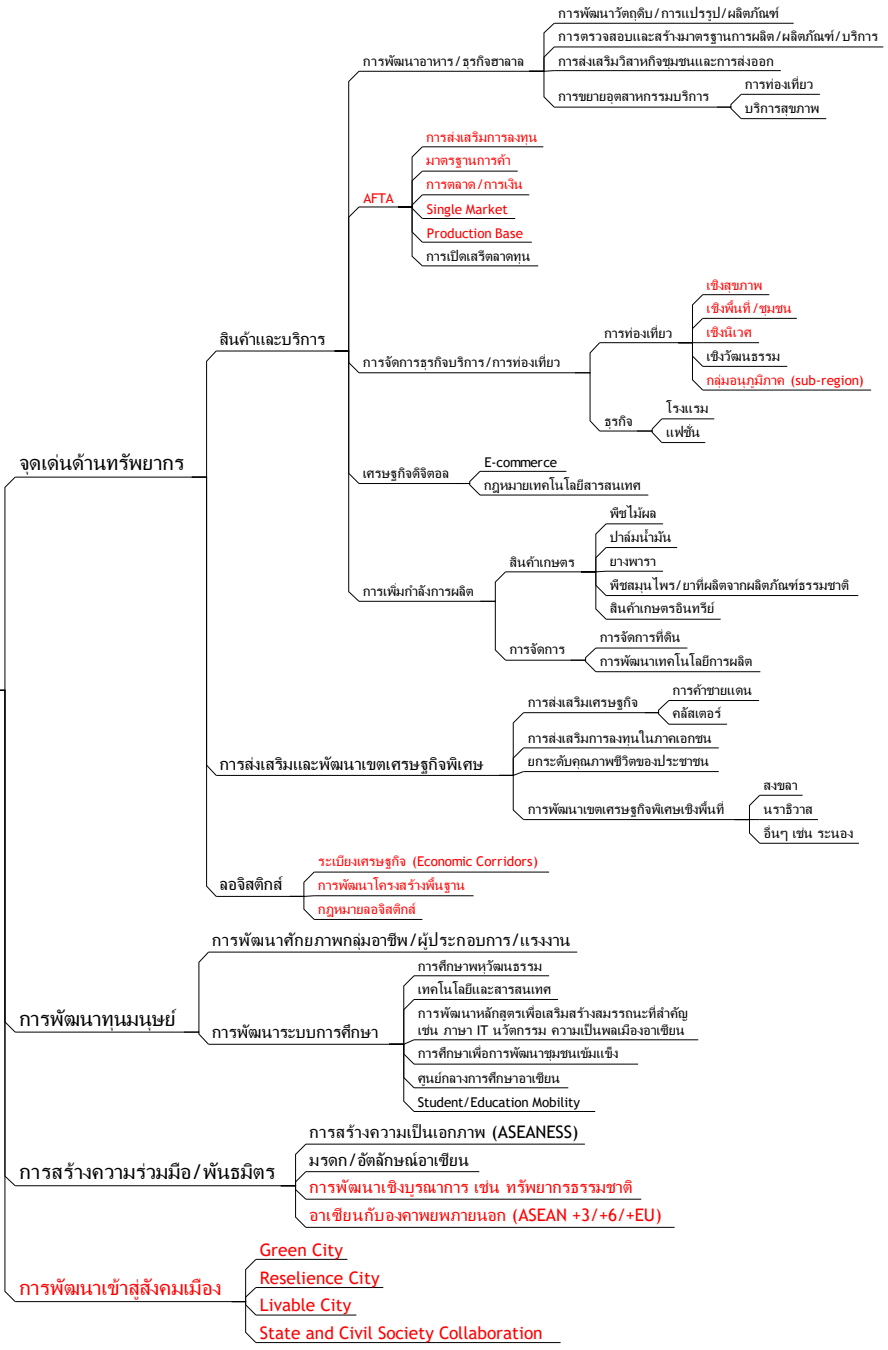 จุดเด่นด้านทรัพยากร
สินค้าและบริการ
การพัฒนาอาหาร/ธุรกิจฮาลาล
การพัฒนาวัตถุดิบ/การแปรรูป/ผลิตภัณฑ์
การตรวจสอบและสร้างมาตรฐานการผลิต/ผลิตภัณฑ์/บริการ
การส่งเสริมวิสาหกิจชุมชนและการส่งออก
การขยายอุตสาหกรรมบริการ
การท่องเที่ยว
บริการสุขภาพ
AFTA
การส่งเสริมการลงทุน
มาตรฐานการค้า
การตลาด/การเงิน
Single Market
Production Base
การเปิดเสรีตลาดทุน
การจัดการธุรกิจบริการ/การท่องเที่ยว
การท่องเที่ยว
เชิงสุขภาพ
เชิงพื้นที่/ชุมชน
เชิงนิเวศ
เชิงวัฒนธรรม
กลุ่มอนุภูมิภาค (sub-region)
ธุรกิจ
โรงแรม
แฟชั่น
เศรษฐกิจดิจิตอล
E-commerce
กฎหมายเทคโนโลยีสารสนเทศ
การเพิ่มกำลังการผลิต
สินค้าเกษตร
พืชไม้ผล
ปาล์มน้ำมัน
ยางพารา
พืชสมุนไพร/ยาที่ผลิตจากผลิตภัณฑ์ธรรมชาติ
สินค้าเกษตรอินทรีย์
การจัดการ
การจัดการที่ดิน
การพัฒนาเทคโนโลยีการผลิต
การส่งเสริมและพัฒนาเขตเศรษฐกิจพิเศษ
การส่งเสริมเศรษฐกิจ
การค้าชายแดน
คลัสเตอร์
การส่งเสริมการลงทุนในภาคเอกชน
ยกระดับคุณภาพชีวิตของประชาชน
การพัฒนาเขตเศรษฐกิจพิเศษเชิงพื้นที่
สงขลา
นราธิวาส
อื่นๆ เช่น ระนอง
ลอจิสติกส์
ระเบียงเศรษฐกิจ (Economic Corridors)
การพัฒนาโครงสร้างพื้นฐาน
กฎหมายลอจิสติกส์
การพัฒนาทุนมนุษย์
การพัฒนาศักยภาพกลุ่มอาชีพ/ผู้ประกอบการ/แรงงาน
การพัฒนาระบบการศึกษา
การศึกษาพหุวัฒนธรรม
เทคโนโลยีและสารสนเทศ
การพัฒนาหลักสูตรเพื่อเสริมสร้างสมรรถนะที่สำคัญ
เช่น ภาษา IT นวัตกรรม ความเป็นพลเมืองอาเซียน
การศึกษาเพื่อการพัฒนาชุมชนเข้มแข็ง
ศูนย์กลางการศึกษาอาเซียน
Student/Education Mobility
การสร้างความร่วมมือ/พันธมิตร
การสร้างความเป็นเอกภาพ (ASEANESS)
มรดก/อัตลักษณ์อาเซียน
การพัฒนาเชิงบูรณาการ เช่น ทรัพยากรธรรมชาติ
อาเซียนกับองคาพยพภายนอก (ASEAN +3/+6/+EU)
การพัฒนาเข้าสู่สังคมเมือง
Green City
Reselience City
Livable City
State and Civil Society Collaboration